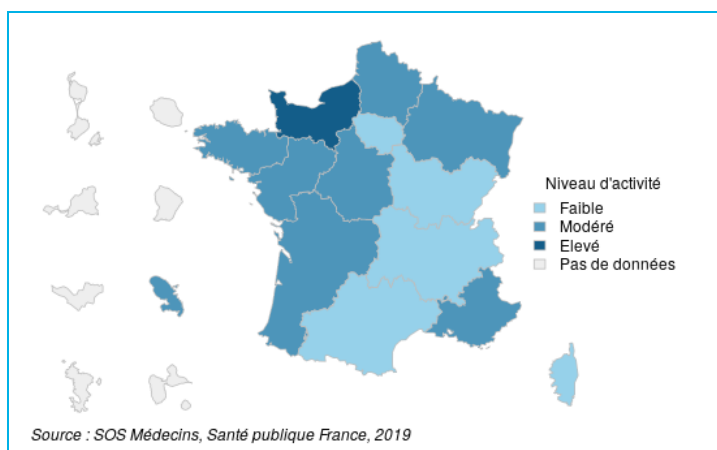 Niveau d'activité
Faible
Modéré
Elevé
Pas de données
Source : SOS Médecins, Santé publique France, 2019